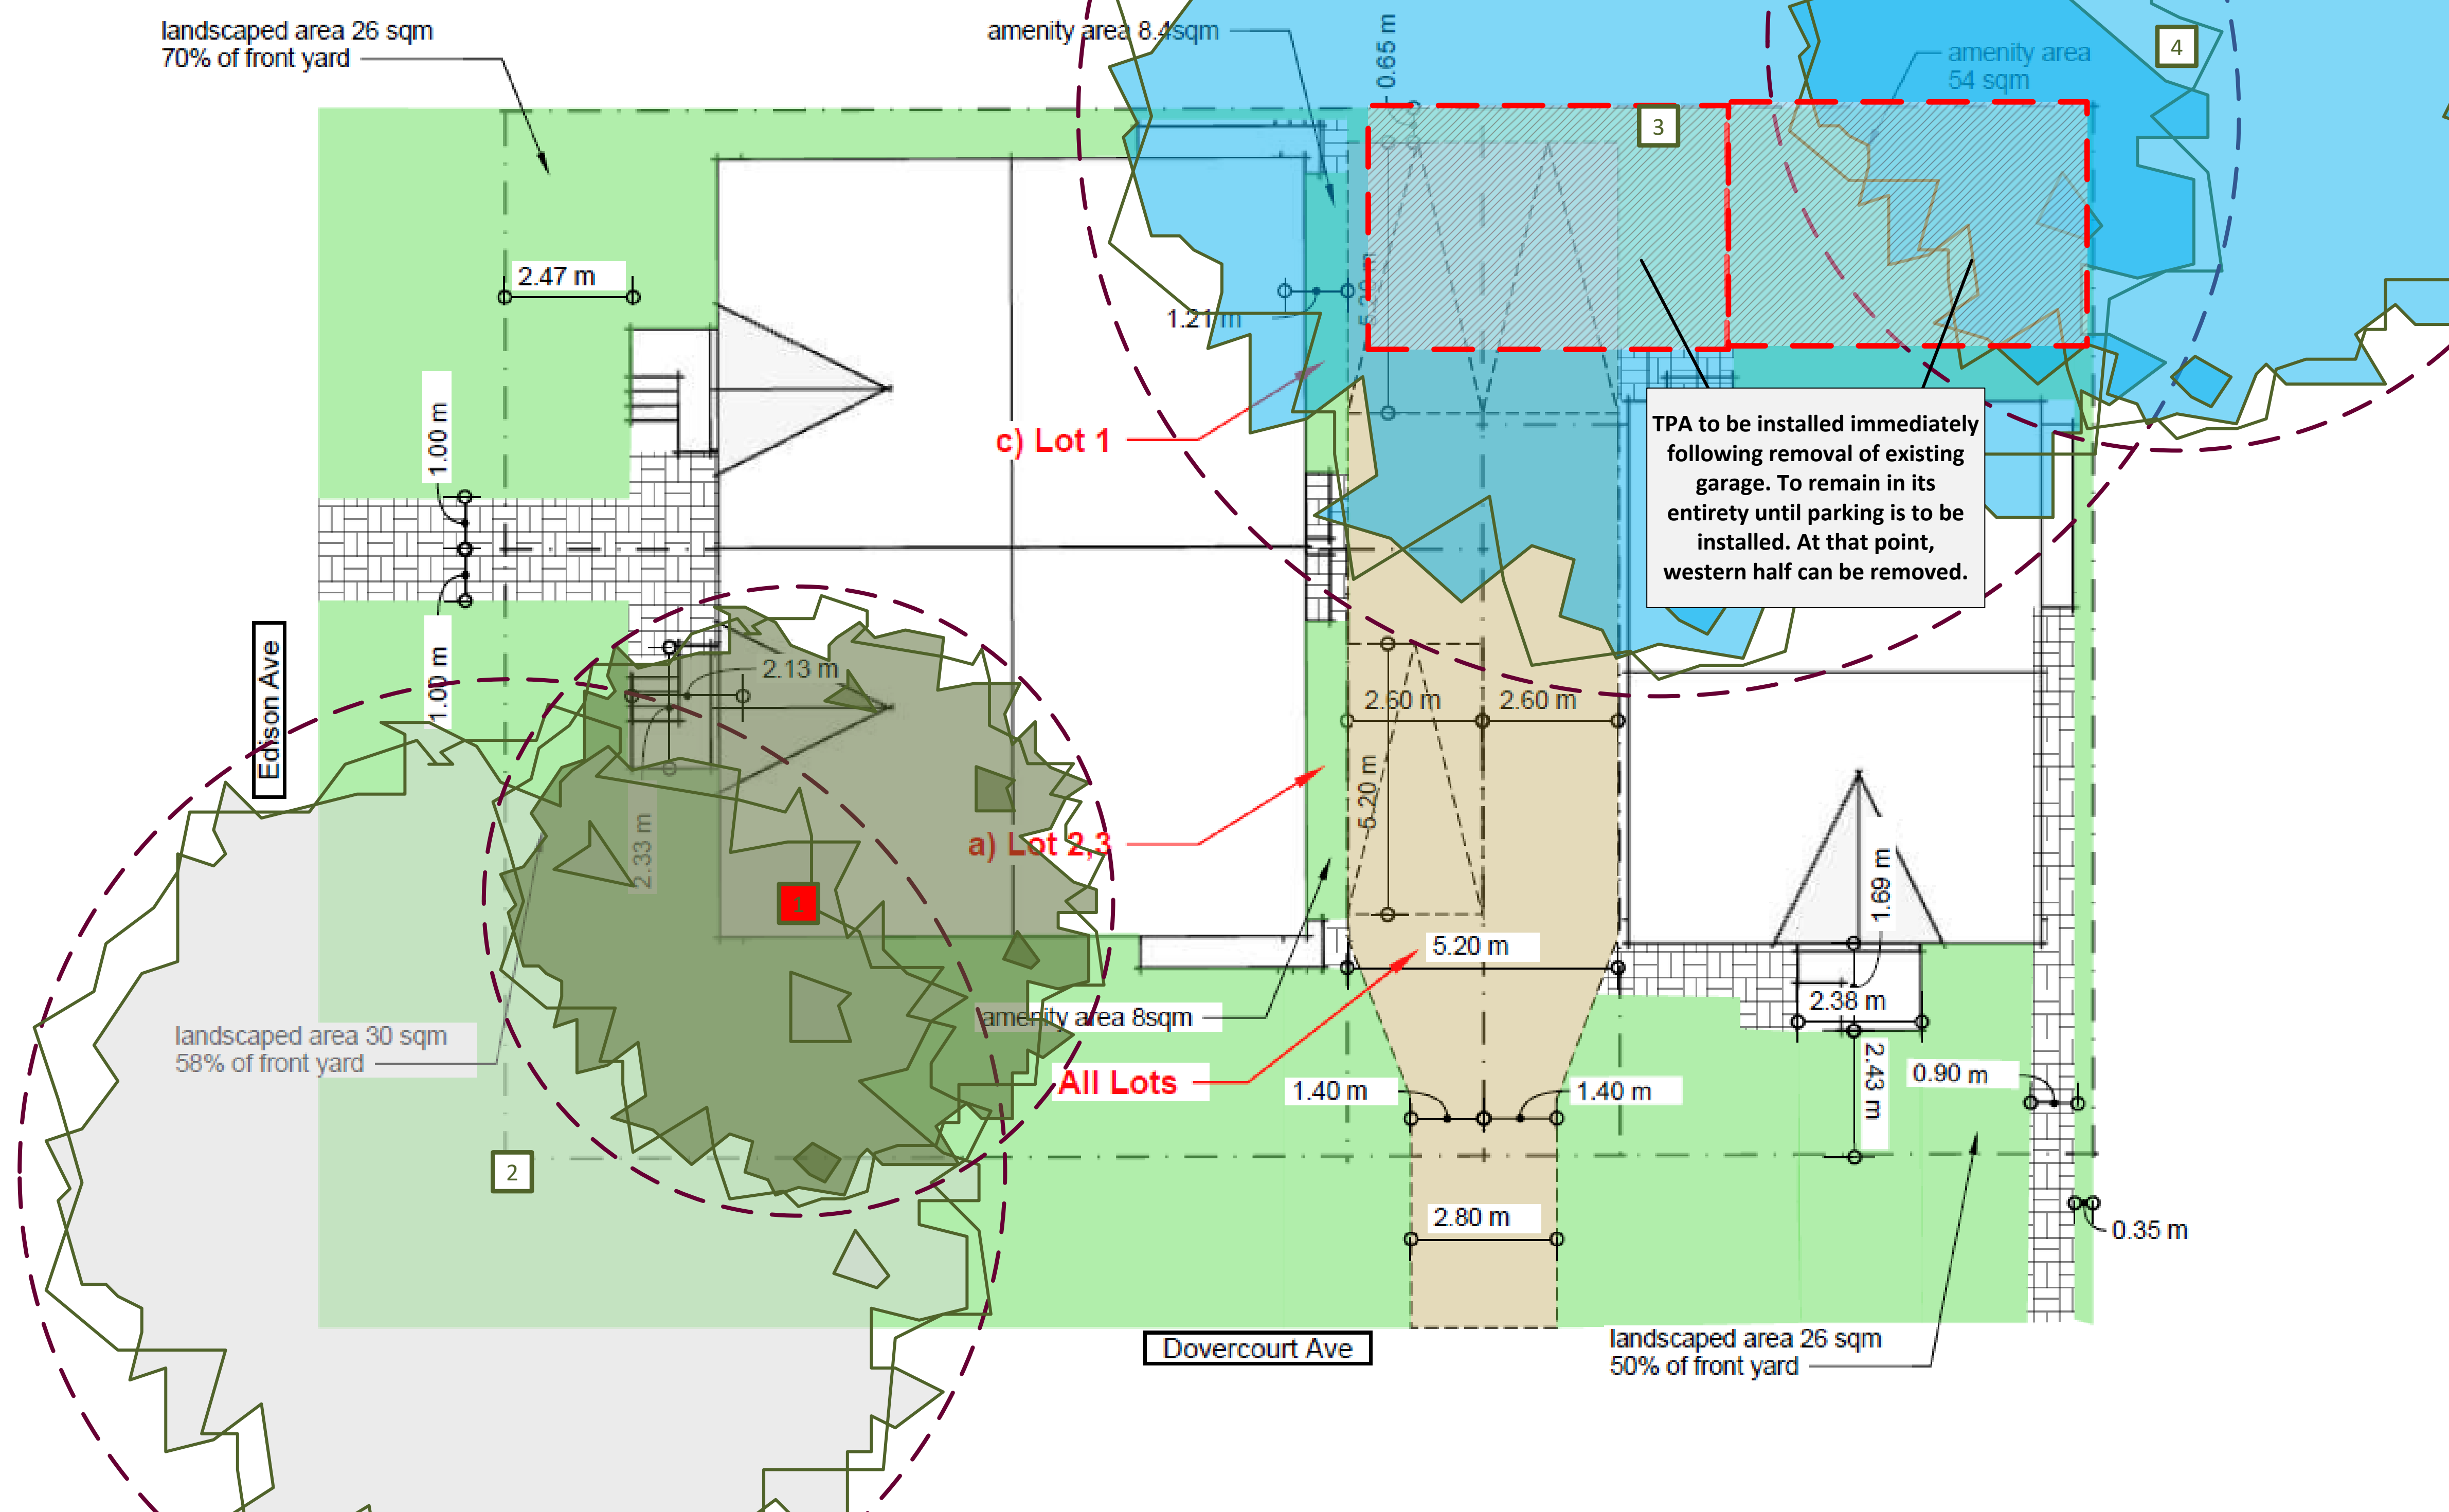 landscaped area 26 sqm
70% of front yard
amenity area 8.4sqm
0.65 m
4
amenity area
54 sqm
3
2.47 m
5.20 m
1.21 m
1.00 m
c) Lot 1
TPA to be installed immediately
following removal of existing
garage. To remain in its
entirety until parking is to be
installed. At that point,
western half can be removed.
Edison Ave
1.00 m
2.13 m
2.60 m
2.60 m
5.20 m
2.33 m
a) Lot 2,3
1
1.69 m
5.20 m
2.38 m
amenity area 8sqm
landscaped area 30 sqm
58% of front yard
All Lots
1.40 m
1.40 m
2.43 m
0.90 m
2
2.80 m
0.35 m
Dovercourt Ave
landscaped area 26 sqm
50% of front yard